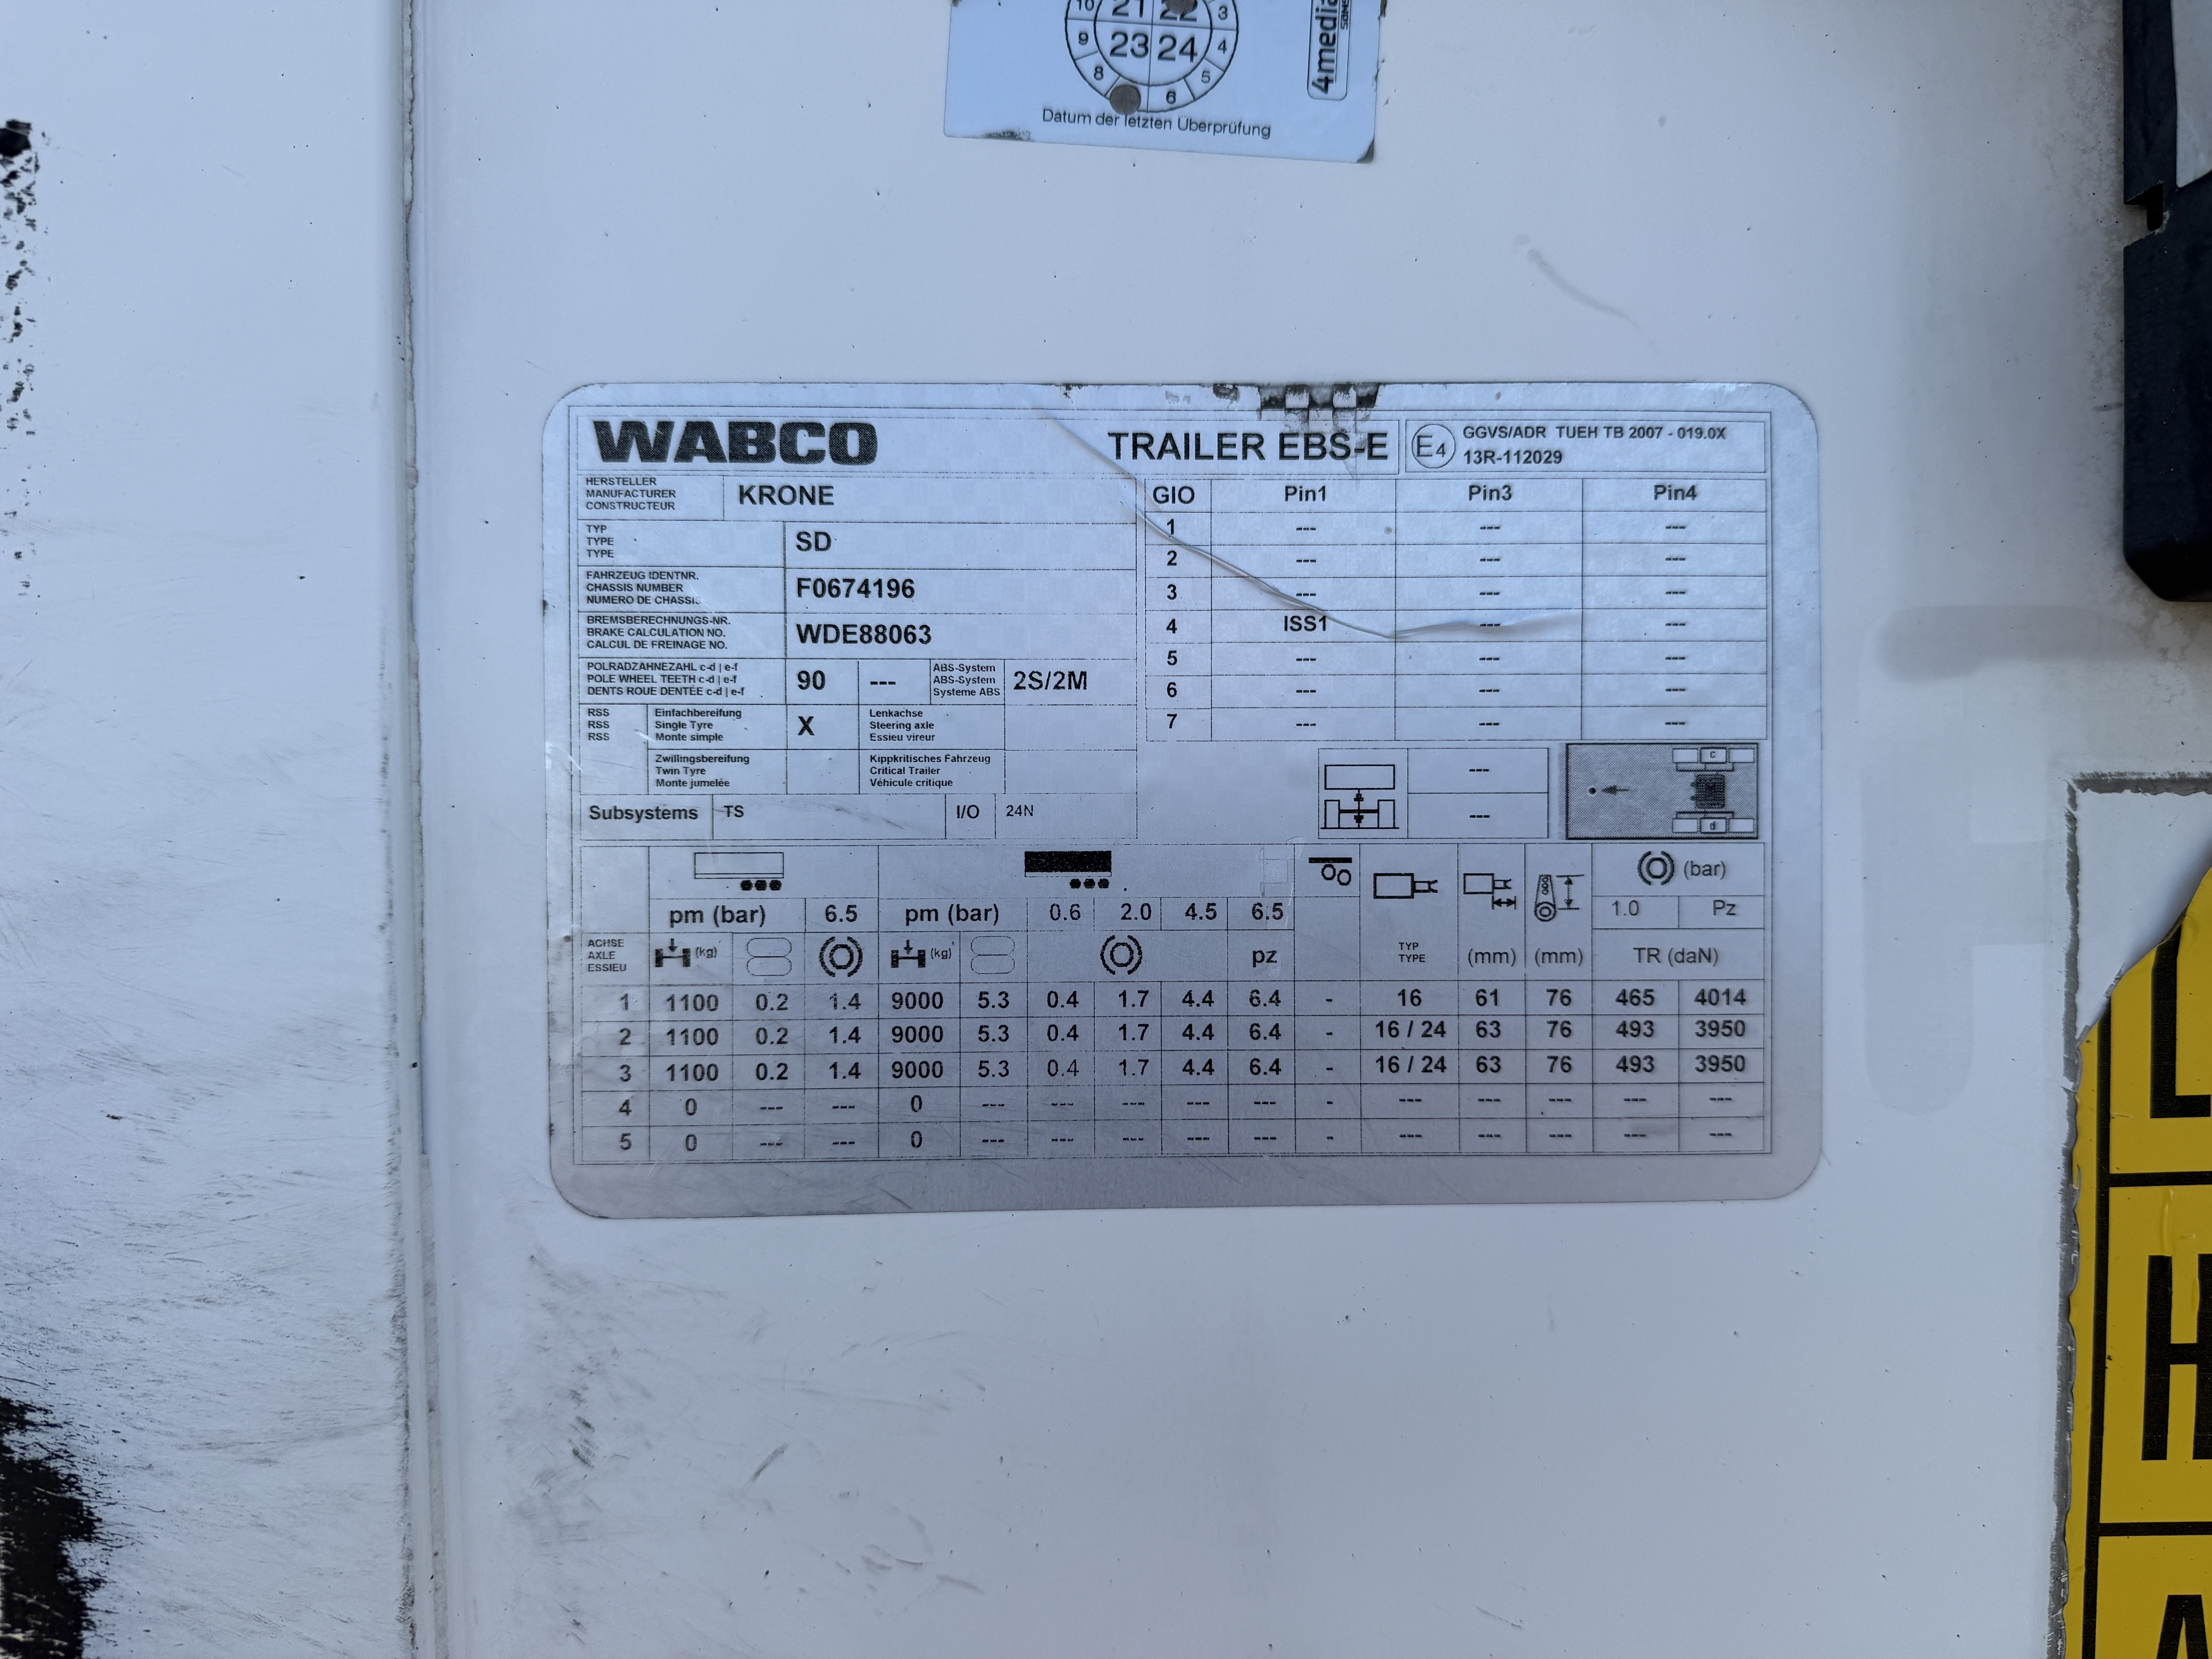 10 21 22 3
9 23 24 4
8 5
6
Datum der letzten Überprüfung
4media
WABCO TRAILER EBS-E E4 GGVS/ADR TUEH TB 2007 - 019.0X
13R-112029
HERSTELLER
MANUFACTURER
CONSTRUCTEUR
KRONE
TYP
TYPE
TYPE
SD
FAHRZEUG IDENTNR.
CHASSIS NUMBER
NUMERO DE CHASSIS
F0674196
BREMSBERECHNUNGS-NR.
BRAKE CALCULATION NO.
CALCUL DE FREINAGE NO.
WDE88063
POLRADZAHNEZAHL c-d | e-f
POLE WHEEL TEETH c-d | e-f
DENTS ROUE DENTÉE c-d | e-f
90 ---
ABS-System
ABS-System
Systeme ABS
2S/2M
RSS
RSS
RSS
Einfachbereifung
Single Tyre
Monte simple
X
Lenkachse
Steering axle
Essieu vireur
Zwillingsbereifung
Twin Tyre
Monte jumelée
Kippkritisches Fahrzeug
Critical Trailer
Véhicule critique
Subsystems TS I/O 24N
GIO Pin1 Pin3 Pin4
1 --- --- ---
2 --- --- ---
3 --- --- ---
4 ISS1 --- ---
5 --- --- ---
6 --- --- ---
7 --- --- ---
---
---
c
M
d
(bar)
pm (bar) 6.5 pm (bar) 0.6 2.0 4.5 6.5 1.0 Pz
ACHSE
AXLE
ESSIEU
(kg) (kg) pz
TYP
TYPE
(mm) (mm) TR (daN)
1 1100 0.2 1.4 9000 5.3 0.4 1.7 4.4 6.4 - 16 61 76 465 4014
2 1100 0.2 1.4 9000 5.3 0.4 1.7 4.4 6.4 - 16 / 24 63 76 493 3950
3 1100 0.2 1.4 9000 5.3 0.4 1.7 4.4 6.4 - 16 / 24 63 76 493 3950
4 0 --- --- 0 --- --- --- --- --- - --- --- --- --- ---
5 0 --- --- 0 --- --- --- --- --- - --- --- --- --- ---
L
H
A